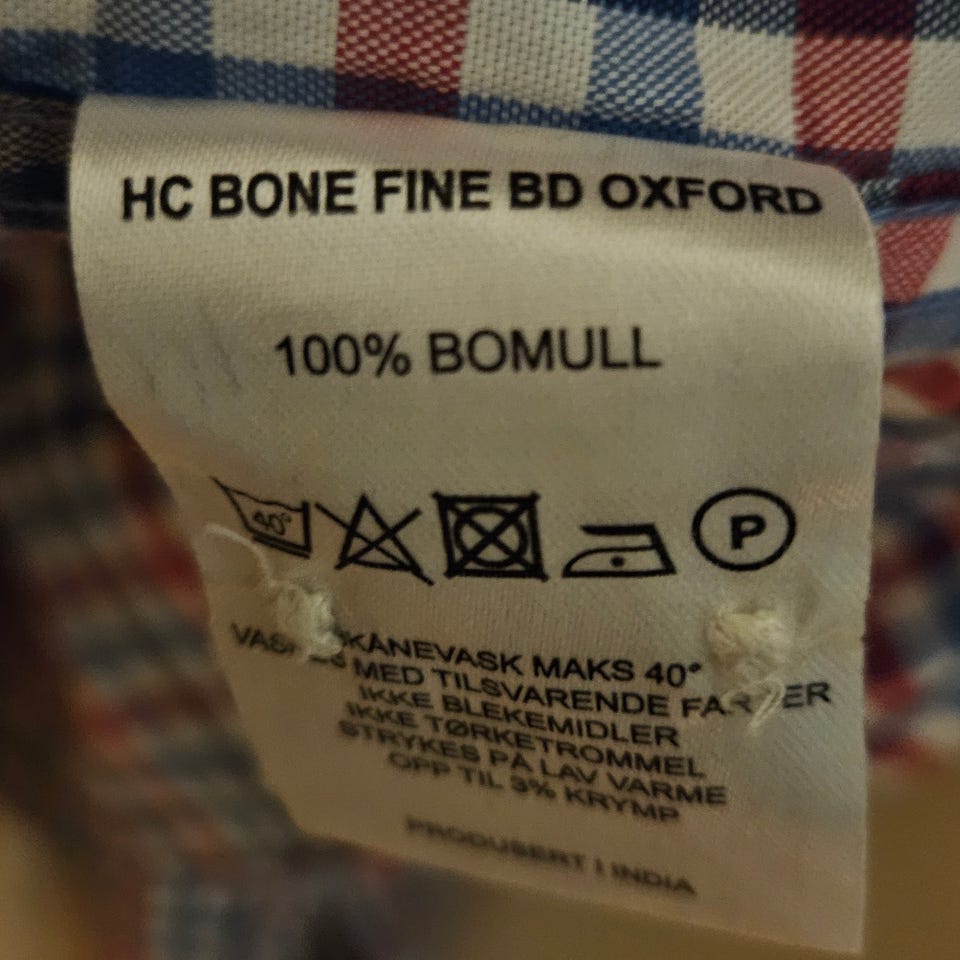 HC BONE FINE BD OXFORD
100% BOMULL
40°
P
MAKS 40°
MED TILSVARENDE
IKKE BLEKEMIDLER
IKKE TØRKETROMMEL
STRYKES PÅ LAV VARME
OPP TIL 3% KRYMP
PRODUSERT I INDIA